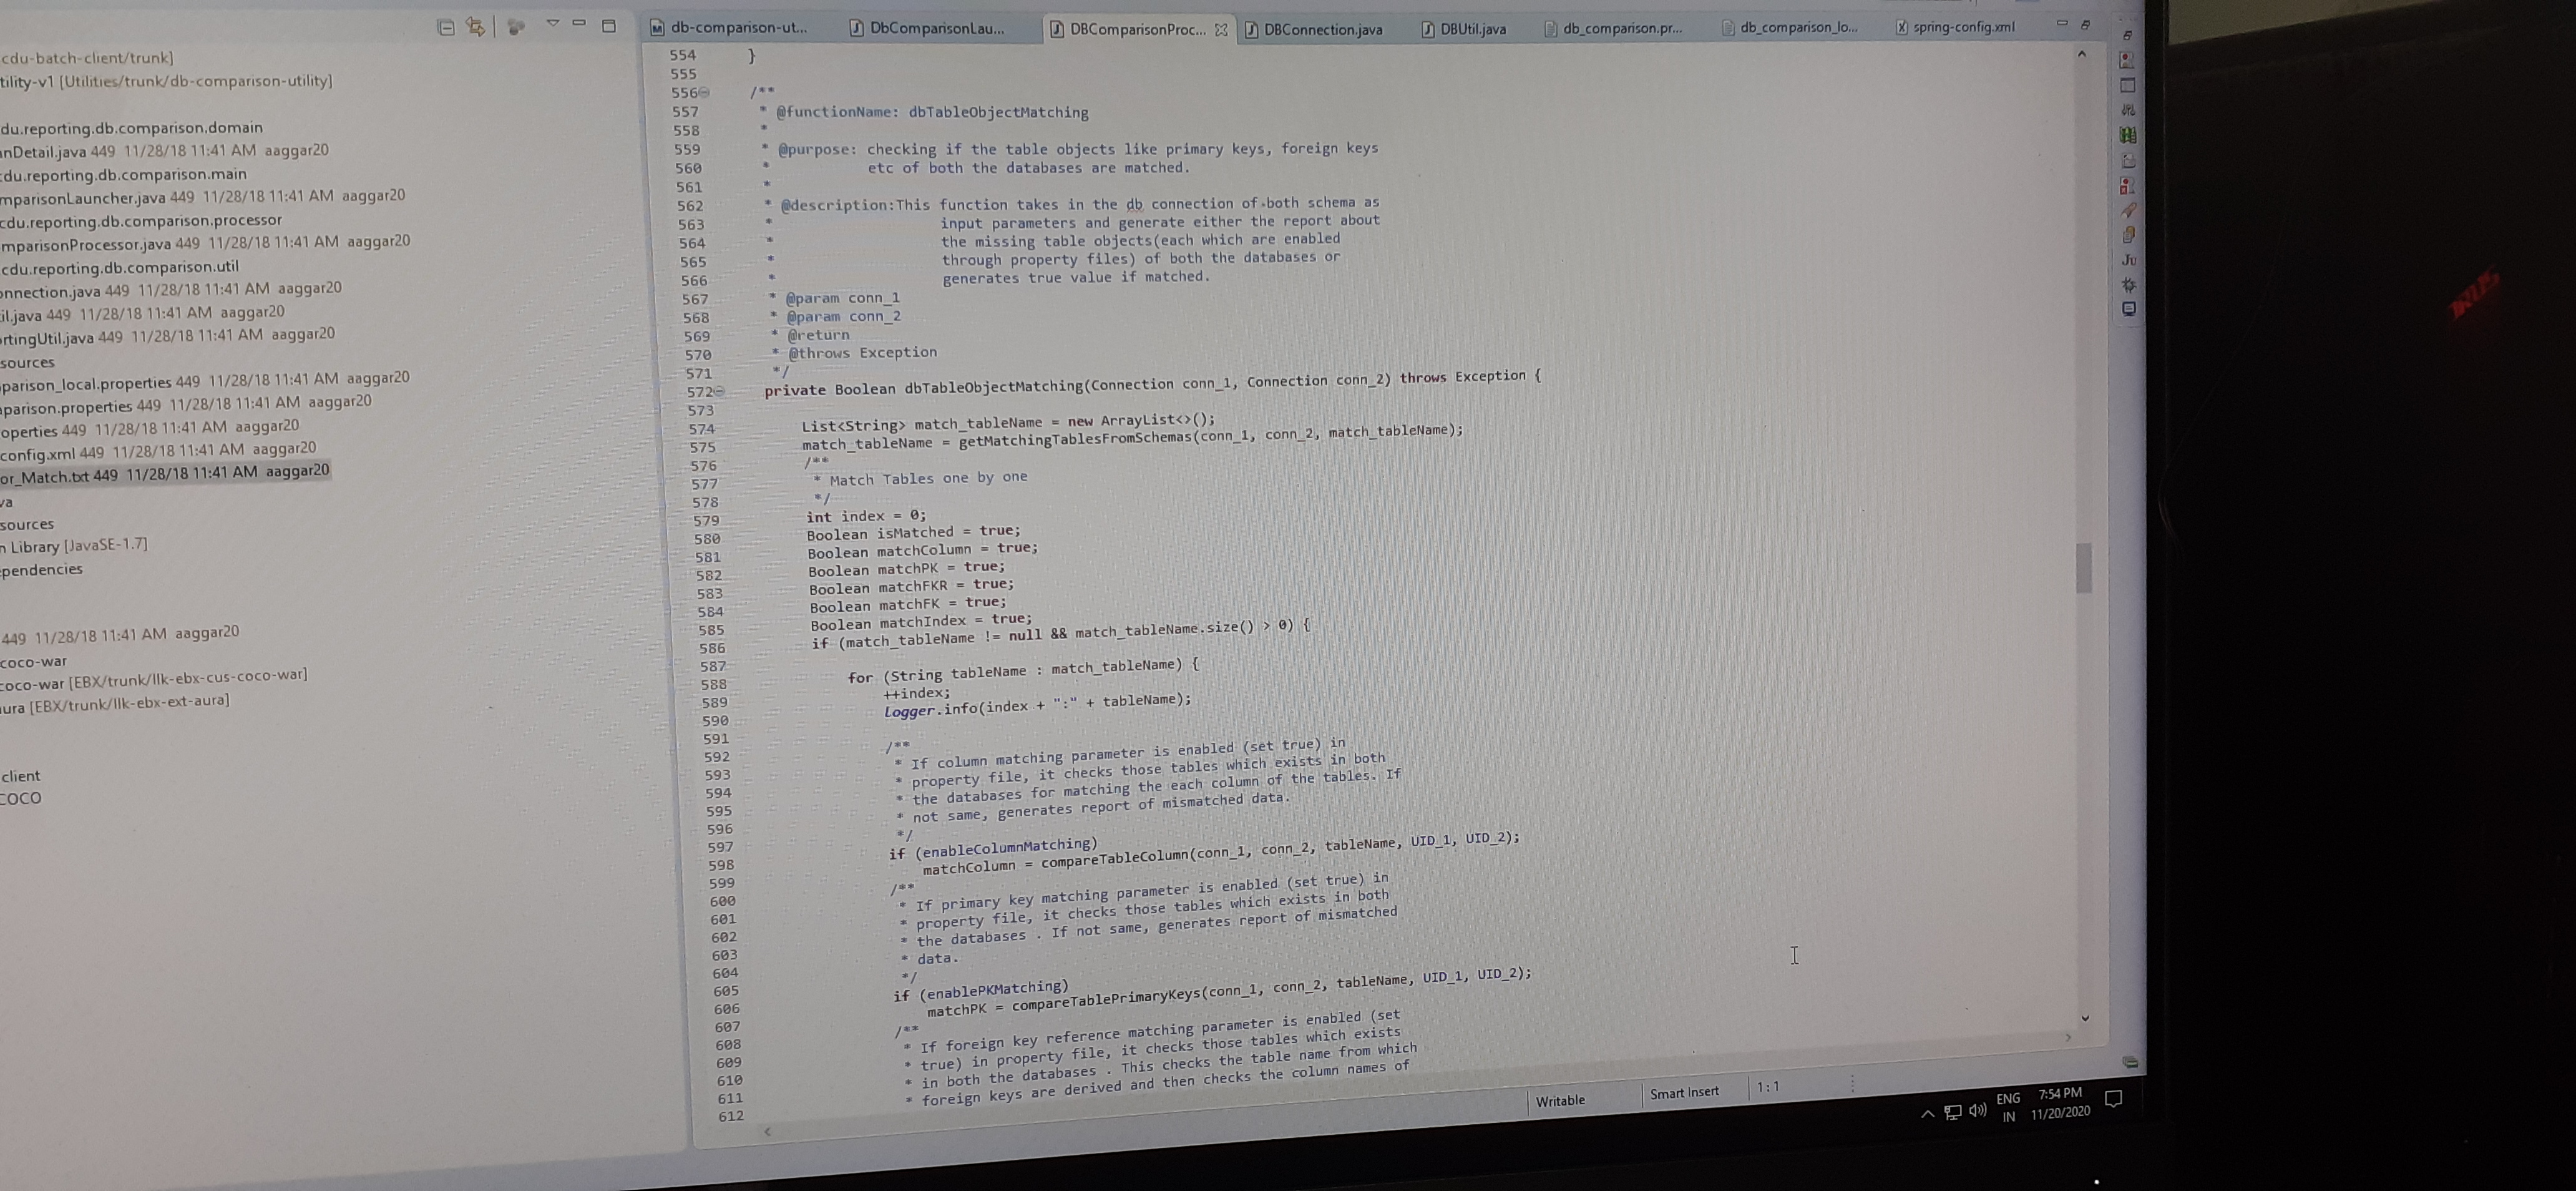 cdu-batch-client/trunk]
tility-v1 [Utilities/trunk/db-comparison-utility]
du.reporting.db.comparison.domain
nDetail.java 449 11/28/18 11:41 AM aaggar20
du.reporting.db.comparison.main
mparisonLauncher.java 449 11/28/18 11:41 AM aaggar20
cdu.reporting.db.comparison.processor
mparisonProcessor.java 449 11/28/18 11:41 AM aaggar20
cdu.reporting.db.comparison.util
onnection.java 449 11/28/18 11:41 AM aaggar20
il.java 449 11/28/18 11:41 AM aaggar20
ortingUtil.java 449 11/28/18 11:41 AM aaggar20
sources
parison_local.properties 449 11/28/18 11:41 AM aaggar20
parison.properties 449 11/28/18 11:41 AM aaggar20
operties 449 11/28/18 11:41 AM aaggar20
config.xml 449 11/28/18 11:41 AM aaggar20
or_Match.txt 449 11/28/18 11:41 AM aaggar20
va
sources
n Library [JavaSE-1.7]
pendencies
449 11/28/18 11:41 AM aaggar20
coco-war
coco-war [EBX/trunk/llk-ebx-cus-coco-war]
ura [EBX/trunk/llk-ebx-ext-aura]
client
COCO
db-comparison-ut... DbComparisonLau... DBComparisonProc... DBConnection.java DBUtil.java db_comparison.pr... db_comparison_lo... spring-config.xml
554 }
555
556 /**
557 * @functionName: dbTableObjectMatching
558 *
559 * @purpose: checking if the table objects like primary keys, foreign keys
560 * etc of both the databases are matched.
561 *
562 * @description:This function takes in the db connection of both schema as
563 * input parameters and generate either the report about
564 * the missing table objects(each which are enabled
565 * through property files) of both the databases or
566 * generates true value if matched.
567 * @param conn_1
568 * @param conn_2
569 * @return
570 * @throws Exception
571 */
572 private Boolean dbTableObjectMatching(Connection conn_1, Connection conn_2) throws Exception {
573
574 List<String> match_tableName = new ArrayList<>();
575 match_tableName = getMatchingTablesFromSchemas(conn_1, conn_2, match_tableName);
576 /**
577 * Match Tables one by one
578 */
579 int index = 0;
580 Boolean isMatched = true;
581 Boolean matchColumn = true;
582 Boolean matchPK = true;
583 Boolean matchFKR = true;
584 Boolean matchFK = true;
585 Boolean matchIndex = true;
586 if (match_tableName != null && match_tableName.size() > 0) {
587
588 for (String tableName : match_tableName) {
589 ++index;
590 logger.info(index + ":" + tableName);
591
592 /**
593 * If column matching parameter is enabled (set true) in
594 * property file, it checks those tables which exists in both
595 * the databases for matching the each column of the tables. If
596 * not same, generates report of mismatched data.
597 */
598 if (enableColumnMatching)
599 matchColumn = compareTableColumn(conn_1, conn_2, tableName, UID_1, UID_2);
600 /**
601 * If primary key matching parameter is enabled (set true) in
602 * property file, it checks those tables which exists in both
603 * the databases . If not same, generates report of mismatched
604 * data.
605 */
606 if (enablePKMatching)
607 matchPK = compareTablePrimaryKeys(conn_1, conn_2, tableName, UID_1, UID_2);
608 /**
609 * If foreign key reference matching parameter is enabled (set
610 * true) in property file, it checks those tables which exists
611 * in both the databases . This checks the table name from which
612 * foreign keys are derived and then checks the column names of
Ju
Writable Smart Insert 1 : 1
ENG 7:54 PM
IN 11/20/2020